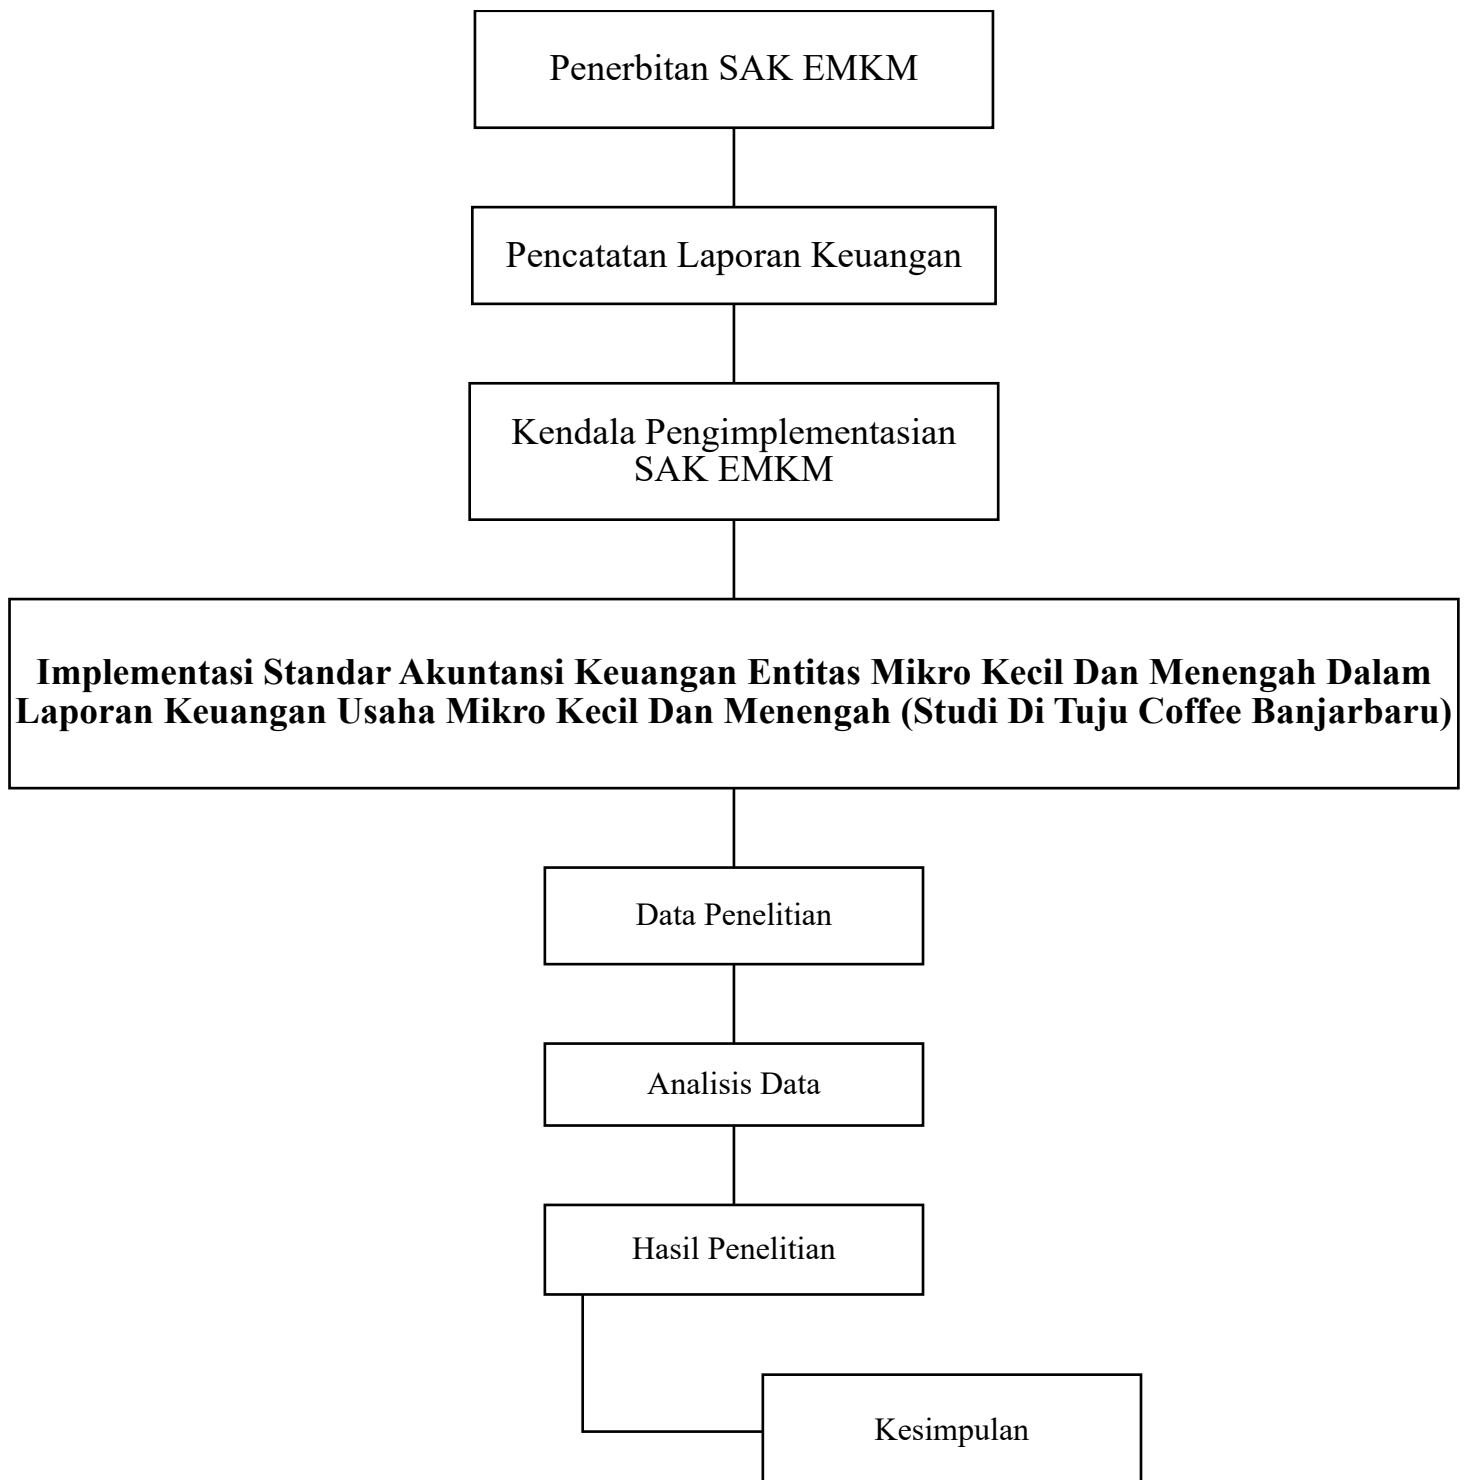 Penerbitan SAK EMKM
Pencatatan Laporan Keuangan
Kendala Pengimplementasian
SAK EMKM
Implementasi Standar Akuntansi Keuangan Entitas Mikro Kecil Dan Menengah Dalam
Laporan Keuangan Usaha Mikro Kecil Dan Menengah (Studi Di Tuju Coffee Banjarbaru)
Data Penelitian
Analisis Data
Hasil Penelitian
Kesimpulan